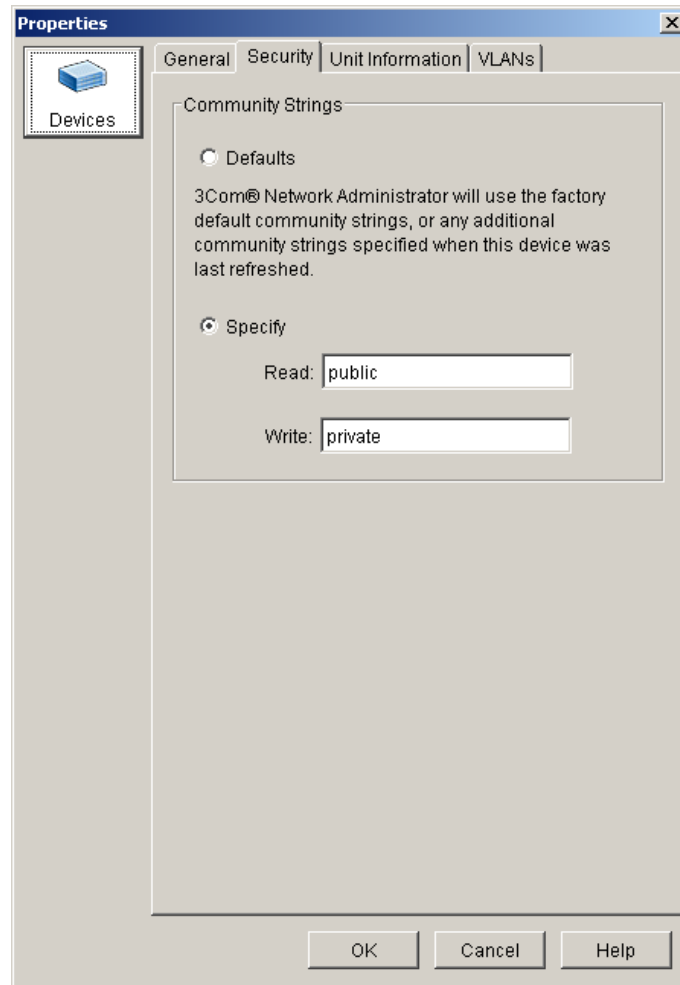 Properties
Devices
General Security Unit Information VLANs
Community Strings
Defaults
3Com® Network Administrator will use the factory
default community strings, or any additional
community strings specified when this device was
last refreshed.
Specify
Read: public
Write: private
OK Cancel Help